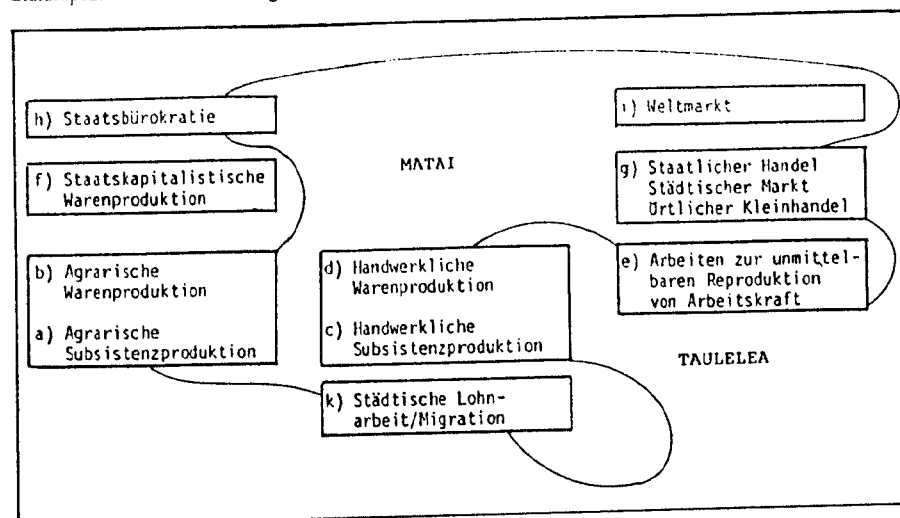 h) Staatsbürokratie
i) Weltmarkt
MATAI
f) Staatskapitalistische
Warenproduktion
g) Staatlicher Handel
Städtischer Markt
Örtlicher Kleinhandel
b) Agrarische
Warenproduktion
a) Agrarische
Subsistenzproduktion
d) Handwerkliche
Warenproduktion
c) Handwerkliche
Subsistenzproduktion
e) Arbeiten zur unmittel-
baren Reproduktion
von Arbeitskraft
TAULELEA
k) Städtische Lohn-
arbeit/Migration